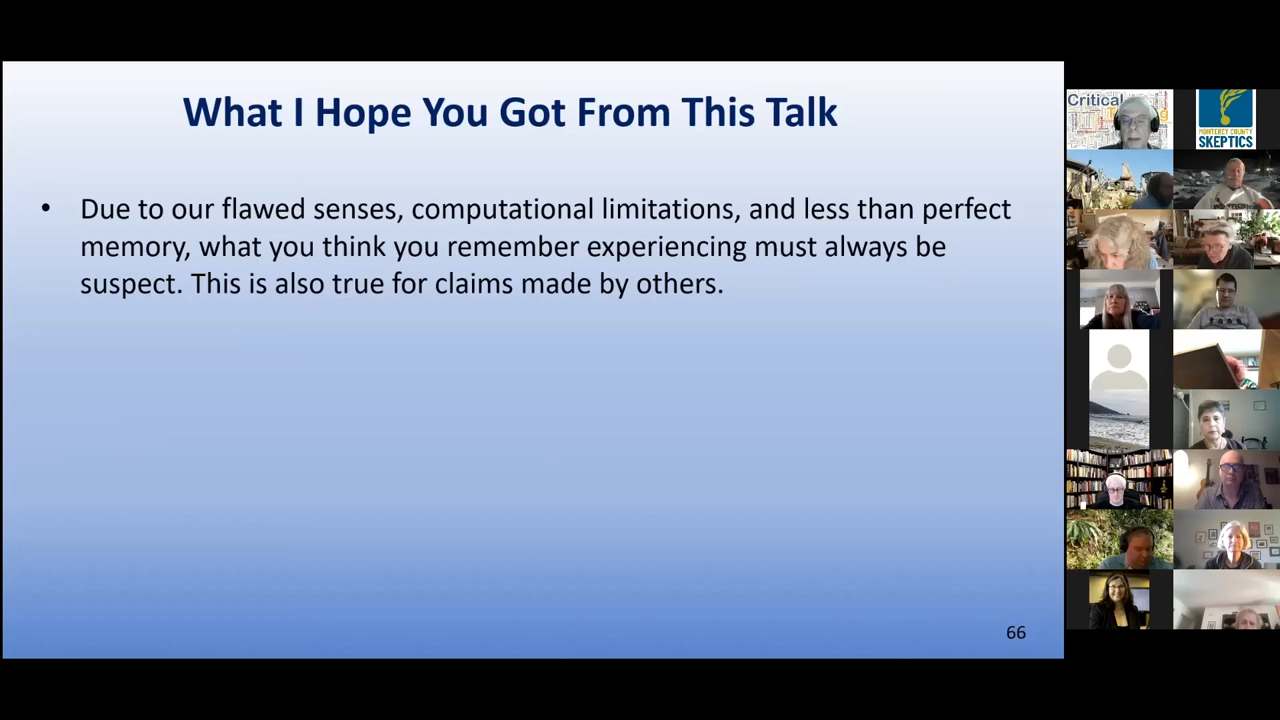 What I Hope You Got From This Talk
• Due to our flawed senses, computational limitations, and less than perfect
memory, what you think you remember experiencing must always be
suspect. This is also true for claims made by others.
66
Critical
MONTEREY COUNTY
SKEPTICS